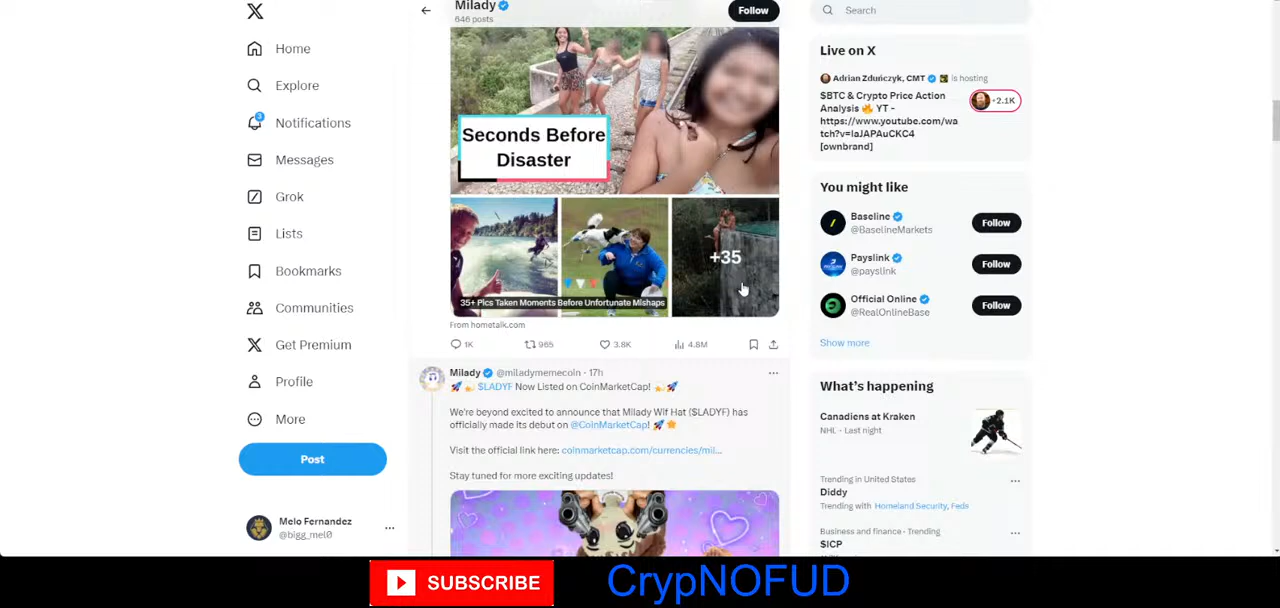 Home
Explore
3
Notifications
Messages
Grok
Lists
Bookmarks
Communities
Get Premium
Profile
More
Post
Melo Fernandez
@bigg_mel0
Milady
646 posts
Follow
Seconds Before
Disaster
+35
35+ Pics Taken Moments Before Unfortunate Mishaps
From hometalk.com
1K
965
3.8K
4.8M
Milady @miladymemecoin · 17h
🚀 💫 $LADYF Now Listed on CoinMarketCap! 💫 🚀
We're beyond excited to announce that Milady Wif Hat ($LADYF) has
officially made its debut on @CoinMarketCap! 🚀 🌟
Visit the official link here: coinmarketcap.com/currencies/mil...
Stay tuned for more exciting updates!
Search
Live on X
Adrian Zduńczyk, CMT is hosting
$BTC & Crypto Price Action
Analysis 🔥 YT -
https://www.youtube.com/wa
tch?v=IaJAPAuCKC4
[ownbrand]
+2.1K
You might like
Baseline
@BaselineMarkets
Follow
Payslink
@payslink
Follow
Official Online
@RealOnlineBase
Follow
Show more
What's happening
Canadiens at Kraken
NHL · Last night
Trending in United States
Diddy
Trending with Homeland Security, Feds
Business and finance · Trending
$ICP
SUBSCRIBE
CrypNOFUD